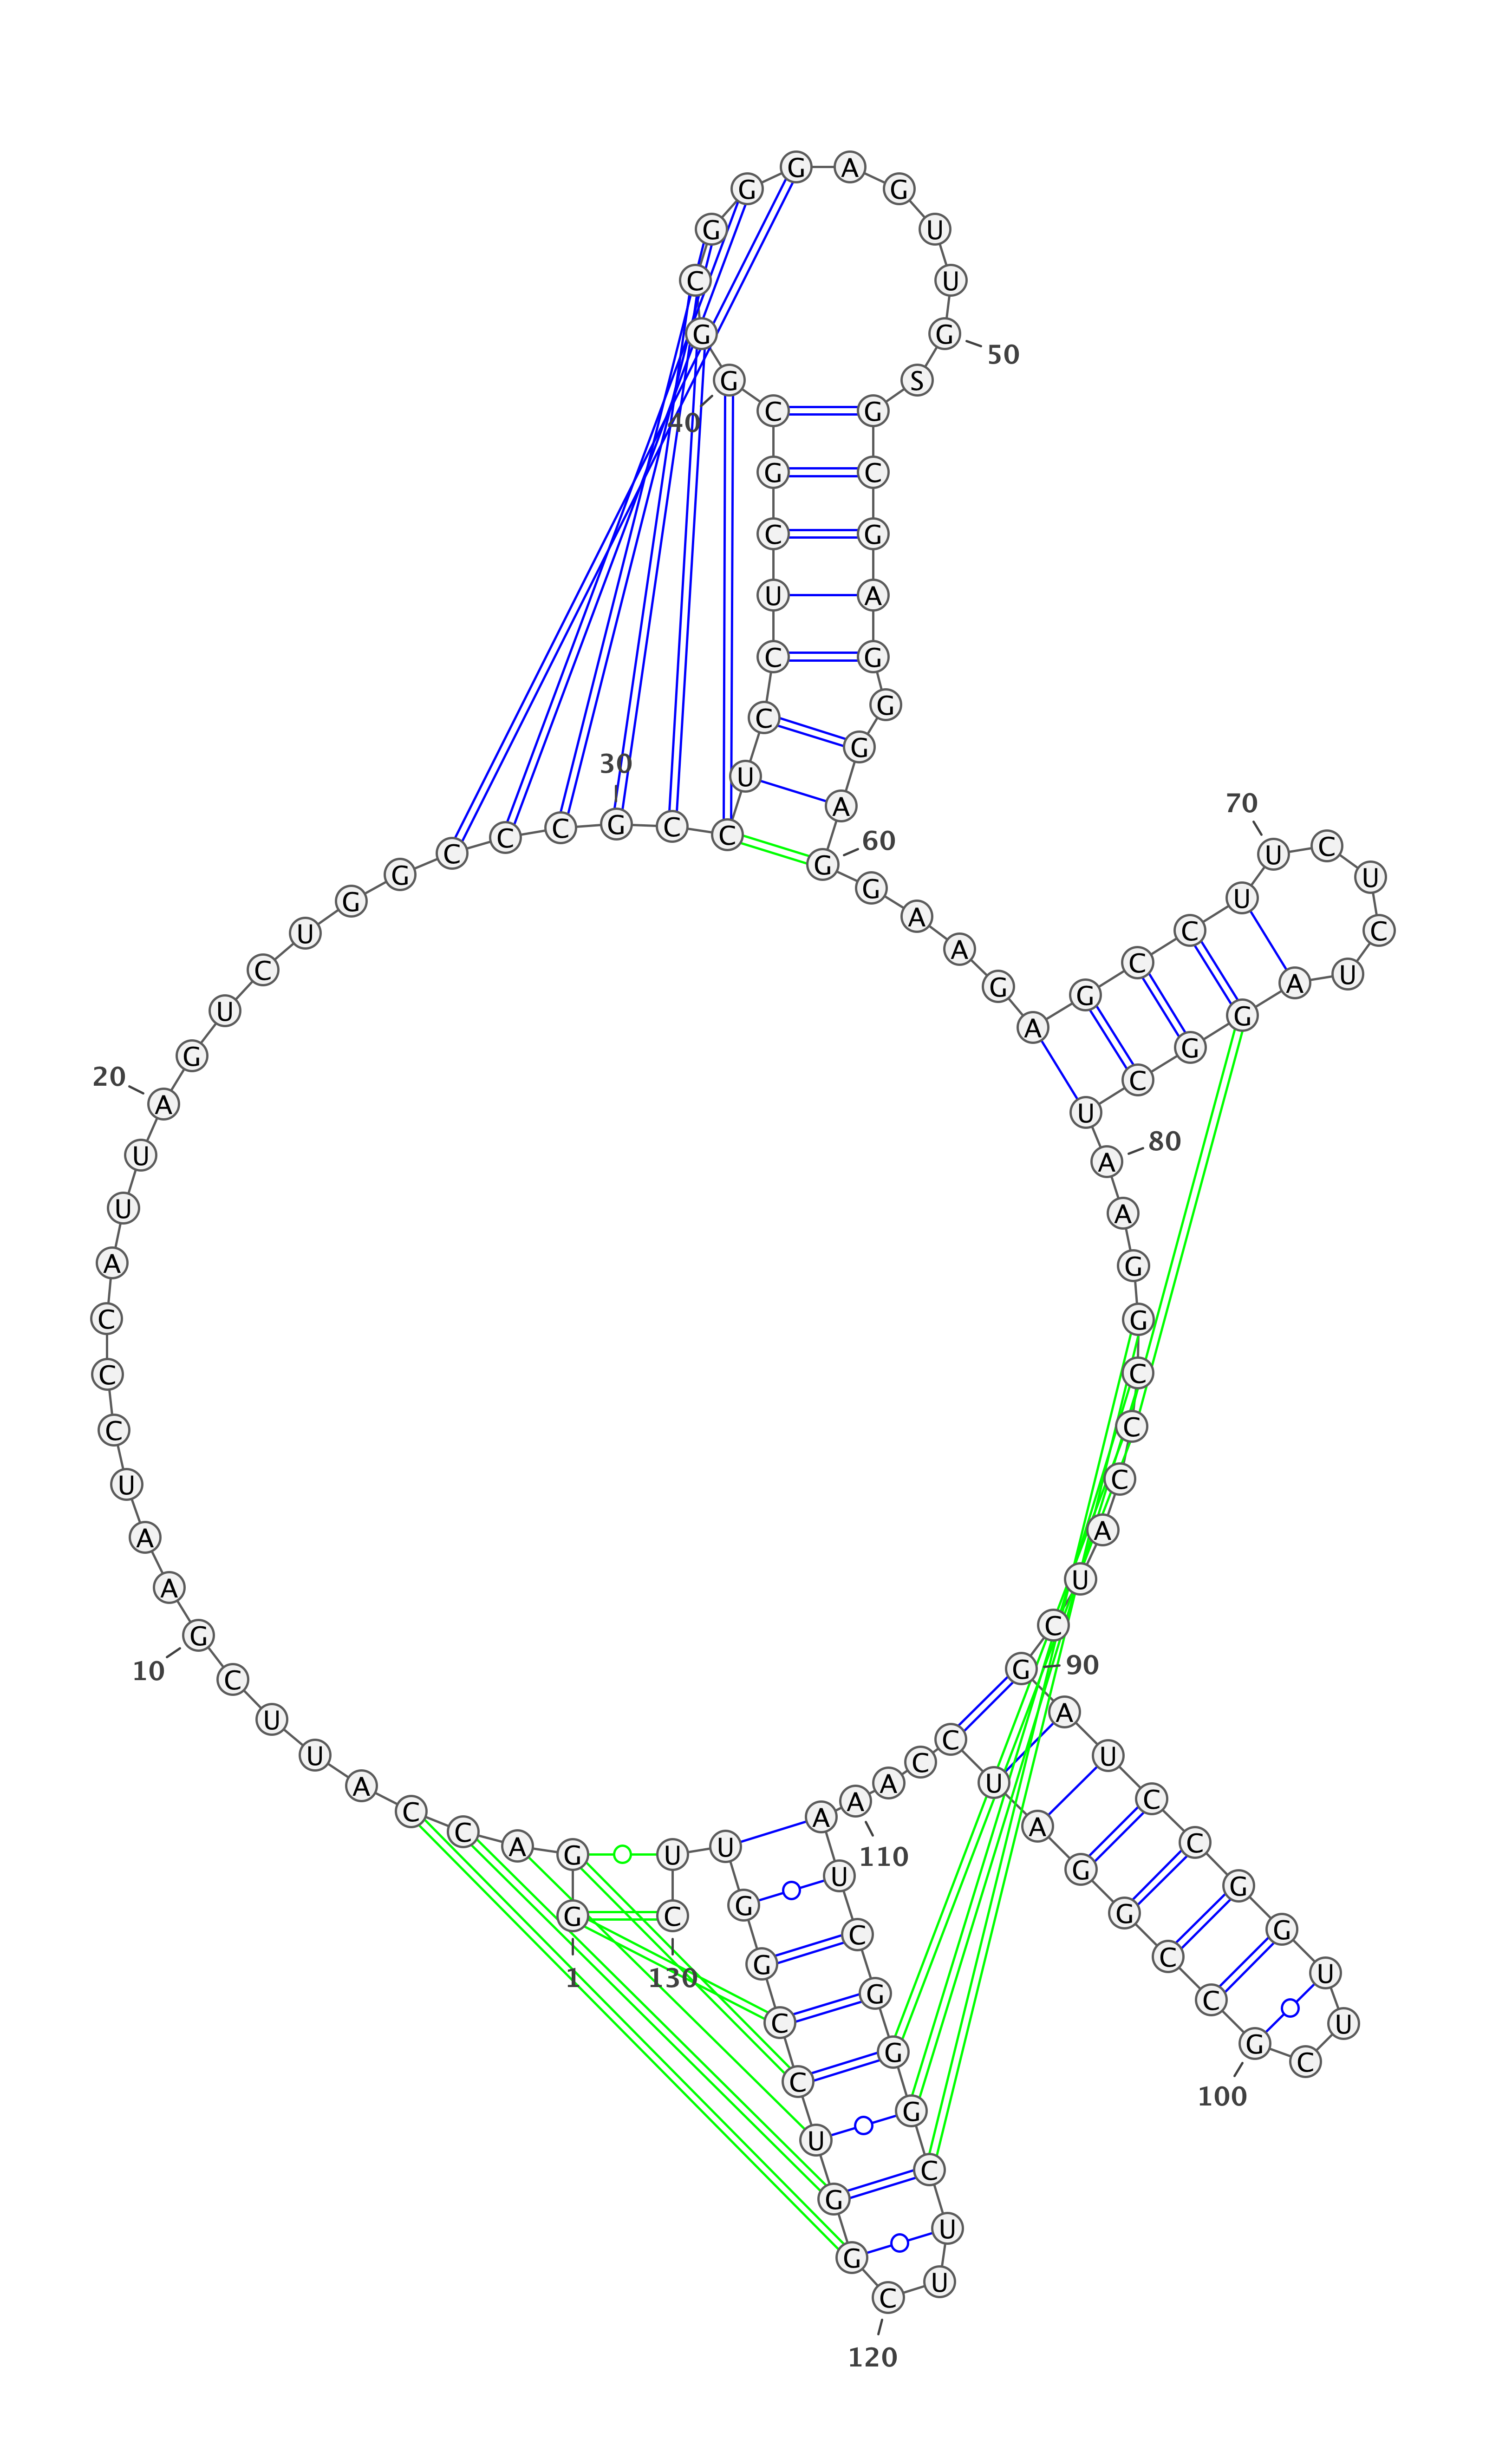 1
G G A C C A U U C G
10
A A U C C C A U U A
20
G U C U G G C C C G
30
C C U C C U C G C G
40
G C G G G A G U U G
50
S G C G A G G G A G
60
G A A G A G C C U U
70
C U C U A G G C U A
80
A G G C C C A U C G
90
A U C C G G U U C G
100
C C G G A U C C A A
110
A U C G G G C U U C
120
G G U C C G G U U C
130